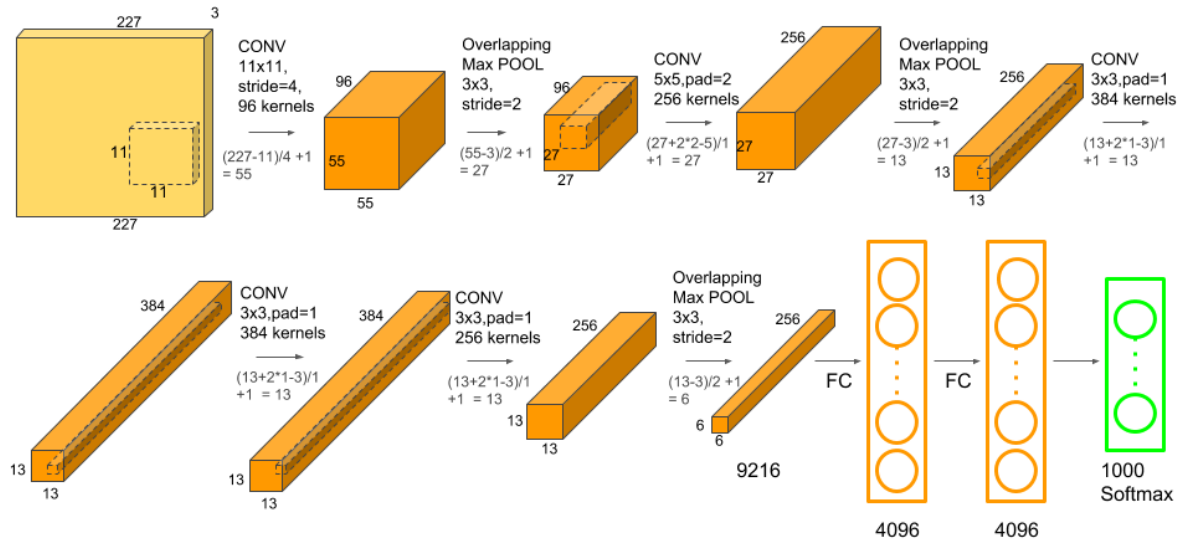 227
3
11
11
227
CONV
11x11,
stride=4,
96 kernels
(227-11)/4 +1
= 55
96
55
55
Overlapping
Max POOL
3x3,
stride=2
(55-3)/2 +1
= 27
96
27
27
CONV
5x5,pad=2
256 kernels
(27+2*2-5)/1
+1 = 27
256
27
27
Overlapping
Max POOL
3x3,
stride=2
(27-3)/2 +1
= 13
256
13
13
CONV
3x3,pad=1
384 kernels
(13+2*1-3)/1
+1 = 13
384
13
13
CONV
3x3,pad=1
384 kernels
(13+2*1-3)/1
+1 = 13
384
13
13
CONV
3x3,pad=1
256 kernels
(13+2*1-3)/1
+1 = 13
256
13
13
Overlapping
Max POOL
3x3,
stride=2
(13-3)/2 +1
= 6
256
6
6
9216
FC
4096
FC
4096
1000
Softmax